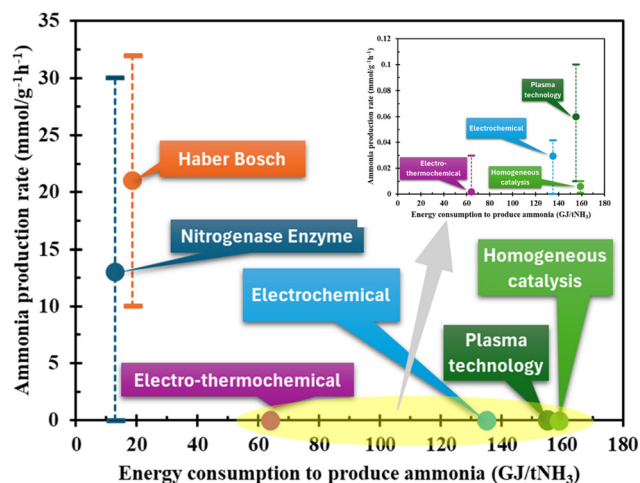 Ammonia production rate (mmol/g⁻¹h⁻¹)
35
30
25
20
15
10
5
0
0 20 40 60 80 100 120 140 160 180
Energy consumption to produce ammonia (GJ/tNH₃)
Haber Bosch
Nitrogenase Enzyme
Electrochemical
Homogeneous
catalysis
Plasma
technology
Electro-thermochemical
Ammonia production rate (mmol/g⁻¹h⁻¹)
0.12
0.1
0.08
0.06
0.04
0.02
0
0 20 40 60 80 100 120 140 160 180
Energy consumption to produce ammonia (GJ/tNH₃)
Plasma
technology
Electrochemical
Electro-
thermochemical
Homogeneous
catalysis